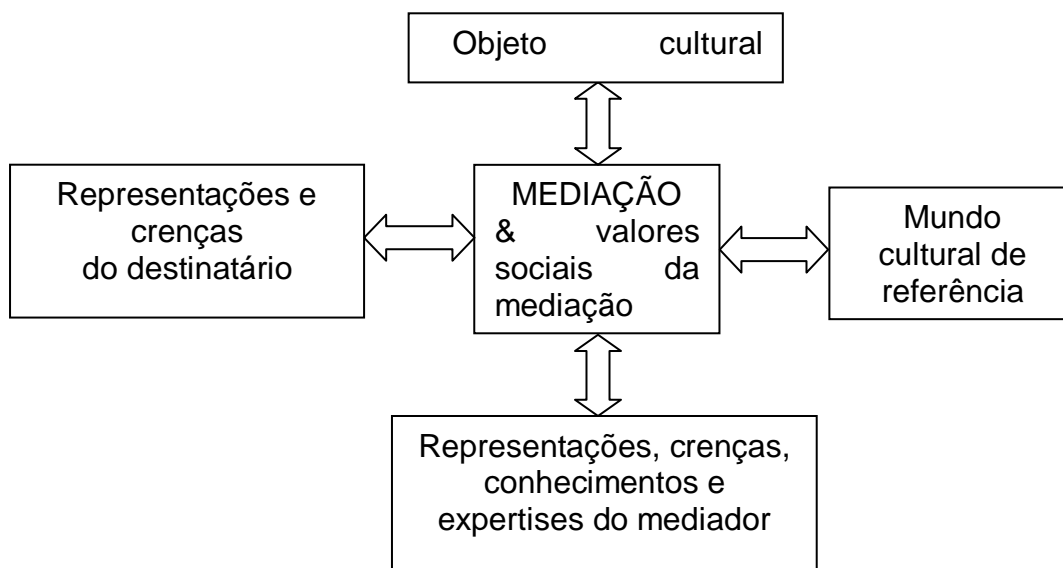 Objeto cultural
Representações e
crenças
do destinatário
MEDIAÇÃO
& valores
sociais da
mediação
Mundo
cultural de
referência
Representações, crenças,
conhecimentos e
expertises do mediador